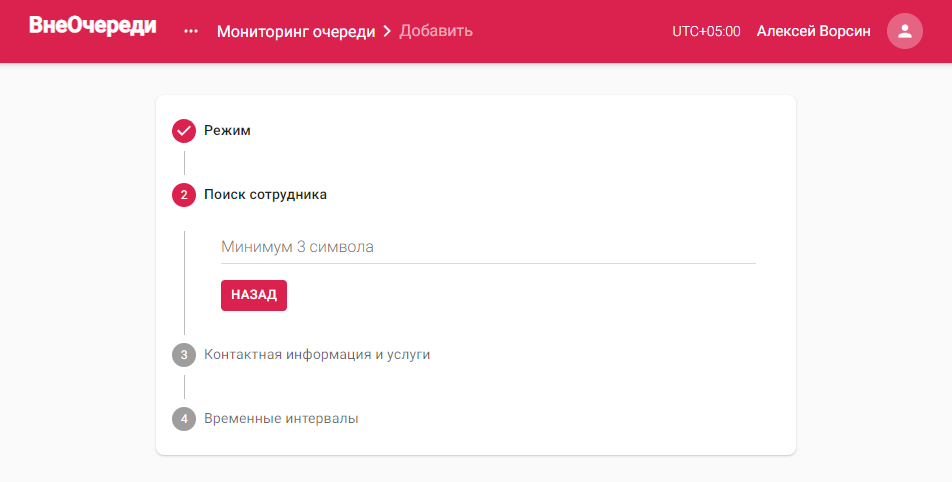 ВнеОчереди ... Мониторинг очереди > Добавить UTC+05:00 Алексей Ворсин
Режим
2 Поиск сотрудника
Минимум 3 символа
НАЗАД
3 Контактная информация и услуги
4 Временные интервалы